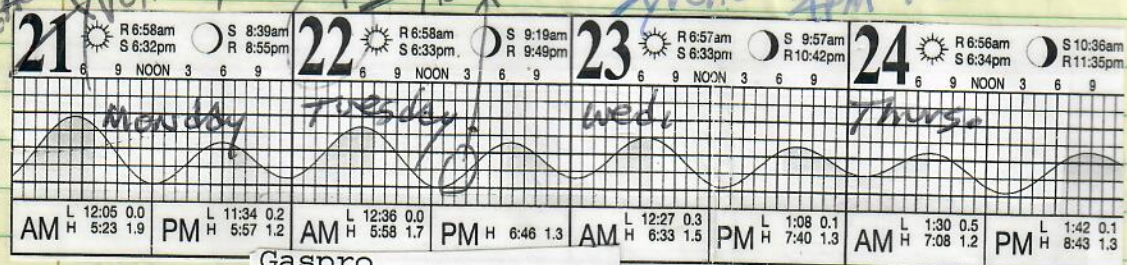 21 R 6:58am S 6:32pm S 8:39am R 8:55pm
6 9 NOON 3 6 9
Monday
AM L 12:05 0.0 H 5:23 1.9
PM L 11:34 0.2 H 5:57 1.2
22 R 6:58am S 6:33pm. S 9:19am R 9:49pm
6 9 NOON 3 6 9
Tuesday!
AM L 12:36 0.0 H 5:58 1.7
PM H 6:46 1.3
23 R 6:57am S 6:33pm S 9:57am R 10:42pm
6 9 NOON 3 6 9
Wed.
AM L 12:27 0.3 H 6:33 1.5
PM L 1:08 0.1 H 7:40 1.3
24 R 6:56am S 6:34pm S 10:36am R 11:35pm
6 9 NOON 3 6 9
Thurs.
AM L 1:30 0.5 H 7:08 1.2
PM L 1:42 0.1 H 8:43 1.3
4PM
Gaspro